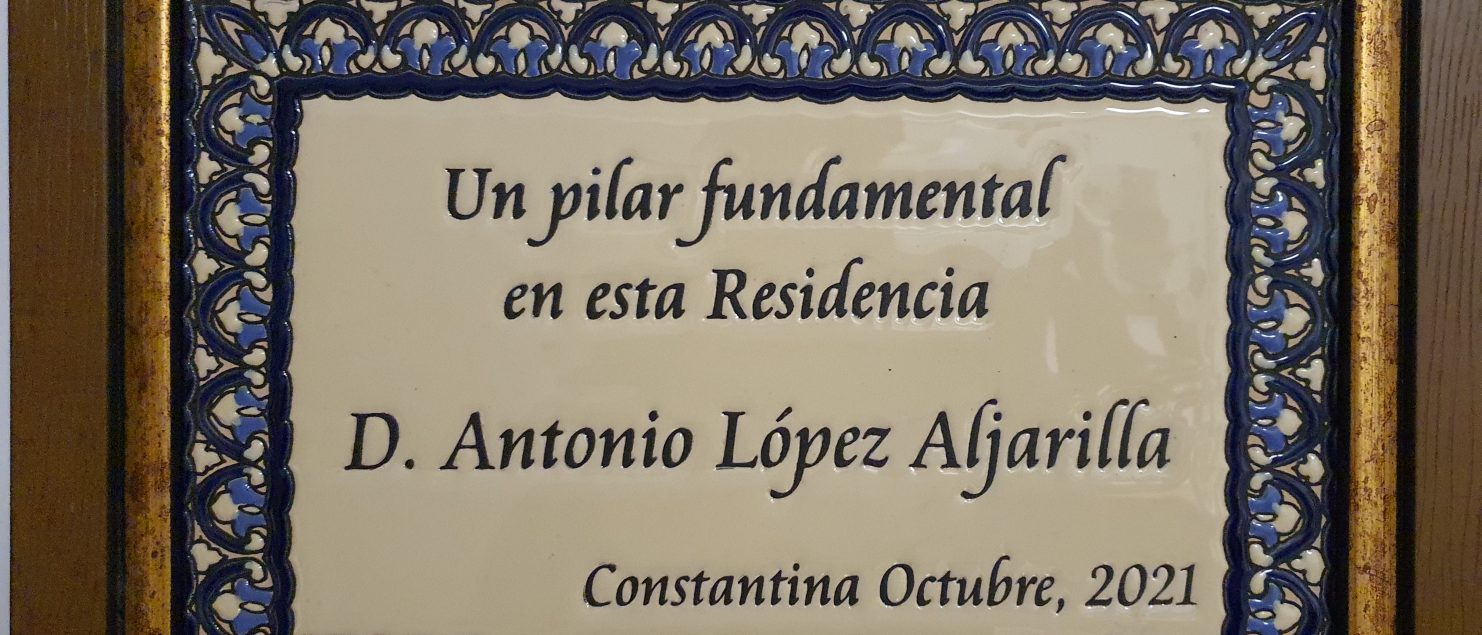 Un pilar fundamental
en esta Residencia
D. Antonio López Aljarilla
Constantina Octubre, 2021